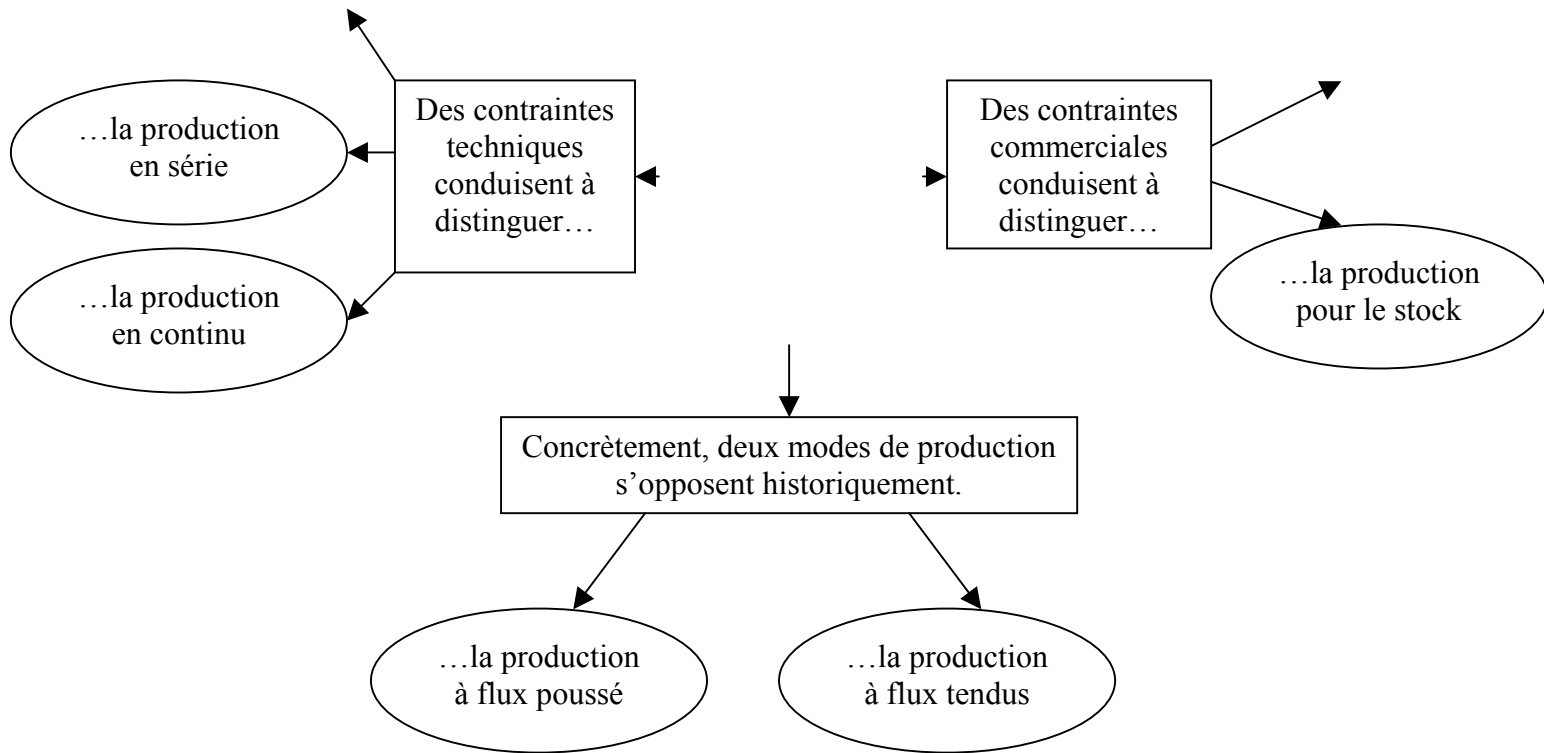 …la production
en série
Des contraintes
techniques
conduisent à
distinguer…
Des contraintes
commerciales
conduisent à
distinguer…
…la production
en continu
…la production
pour le stock
Concrètement, deux modes de production
s’opposent historiquement.
…la production
à flux poussé
…la production
à flux tendus